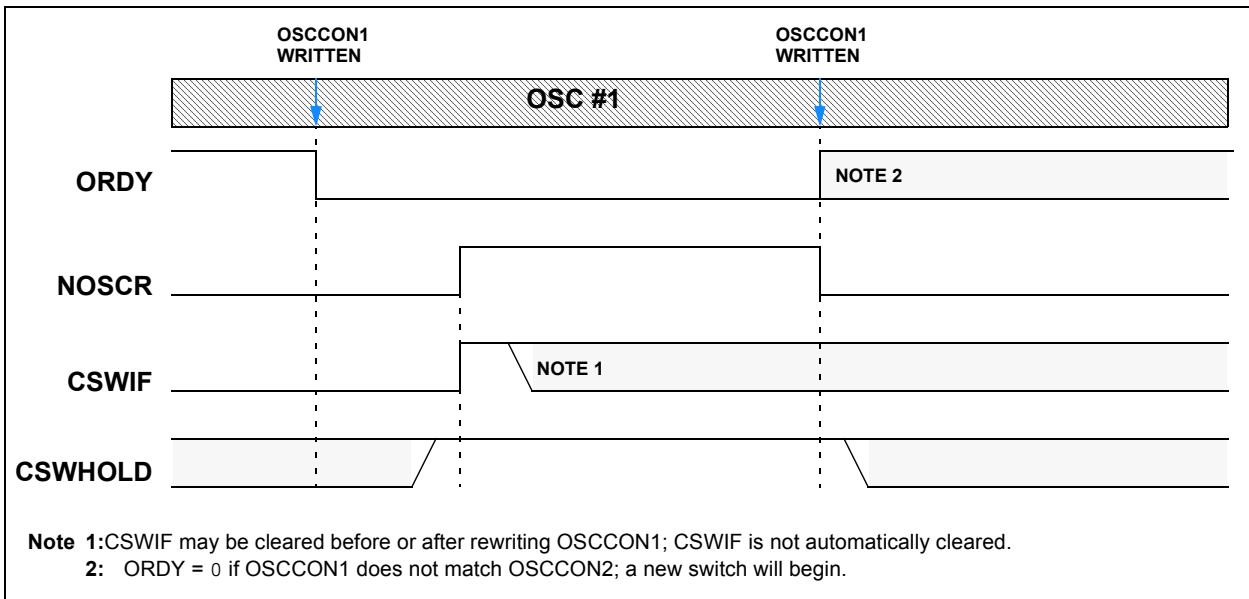 OSCCON1
WRITTEN
OSCCON1
WRITTEN
OSC #1
ORDY
NOTE 2
NOSCR
CSWIF
NOTE 1
CSWHOLD
Note 1:CSWIF may be cleared before or after rewriting OSCCON1; CSWIF is not automatically cleared.
2: ORDY = 0 if OSCCON1 does not match OSCCON2; a new switch will begin.